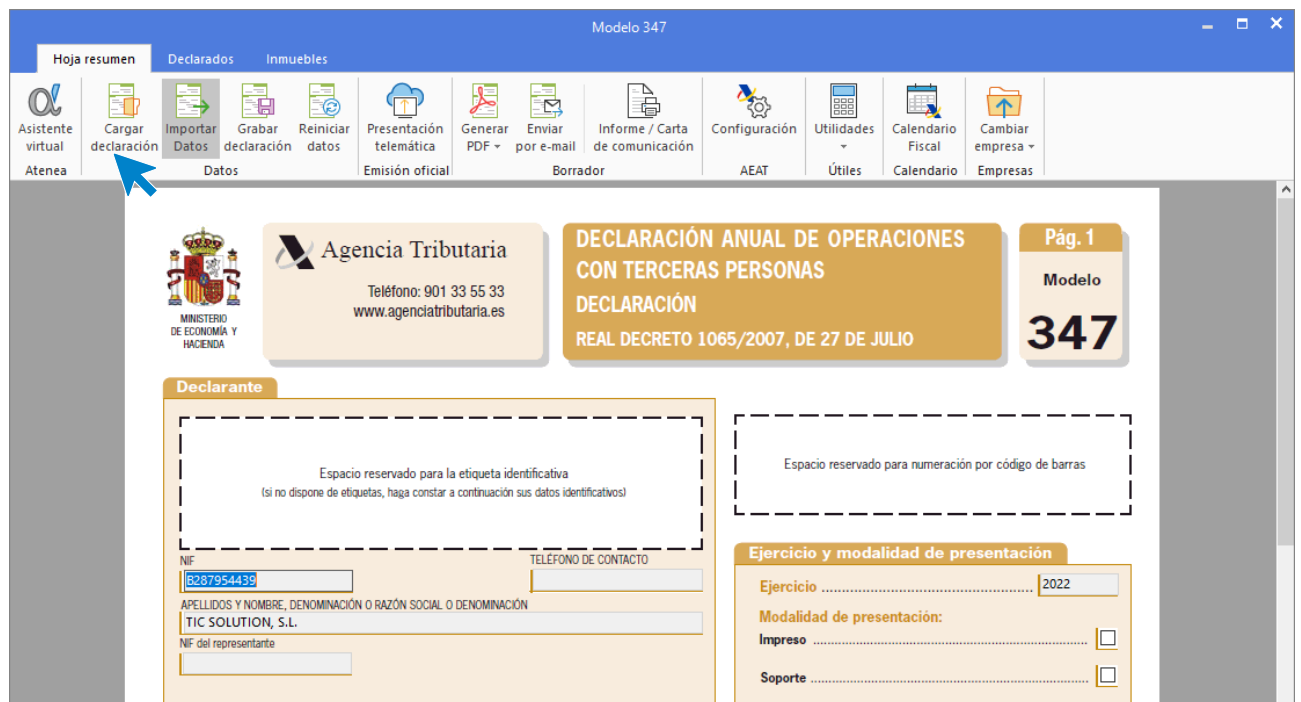 Modelo 347
Hoja resumen Declarados Inmuebles
Asistente virtual
Cargar declaración
Importar Datos
Grabar declaración
Reiniciar datos
Presentación telemática
Generar PDF
Enviar por e-mail
Informe / Carta de comunicación
Configuración
Utilidades
Calendario Fiscal
Cambiar empresa
Atenea Datos Emisión oficial Borrador AEAT Útiles Calendario Empresas
MINISTERIO
DE ECONOMÍA Y
HACIENDA
Agencia Tributaria
Teléfono: 901 33 55 33
www.agenciatributaria.es
DECLARACIÓN ANUAL DE OPERACIONES
CON TERCERAS PERSONAS
DECLARACIÓN
REAL DECRETO 1065/2007, DE 27 DE JULIO
Pág. 1
Modelo
347
Declarante
Espacio reservado para la etiqueta identificativa
(si no dispone de etiquetas, haga constar a continuación sus datos identificativos)
Espacio reservado para numeración por código de barras
NIF
TELÉFONO DE CONTACTO
B287954439
APELLIDOS Y NOMBRE, DENOMINACIÓN O RAZÓN SOCIAL O DENOMINACIÓN
TIC SOLUTION, S.L.
NIF del representante
Ejercicio y modalidad de presentación
Ejercicio 2022
Modalidad de presentación:
Impreso
Soporte